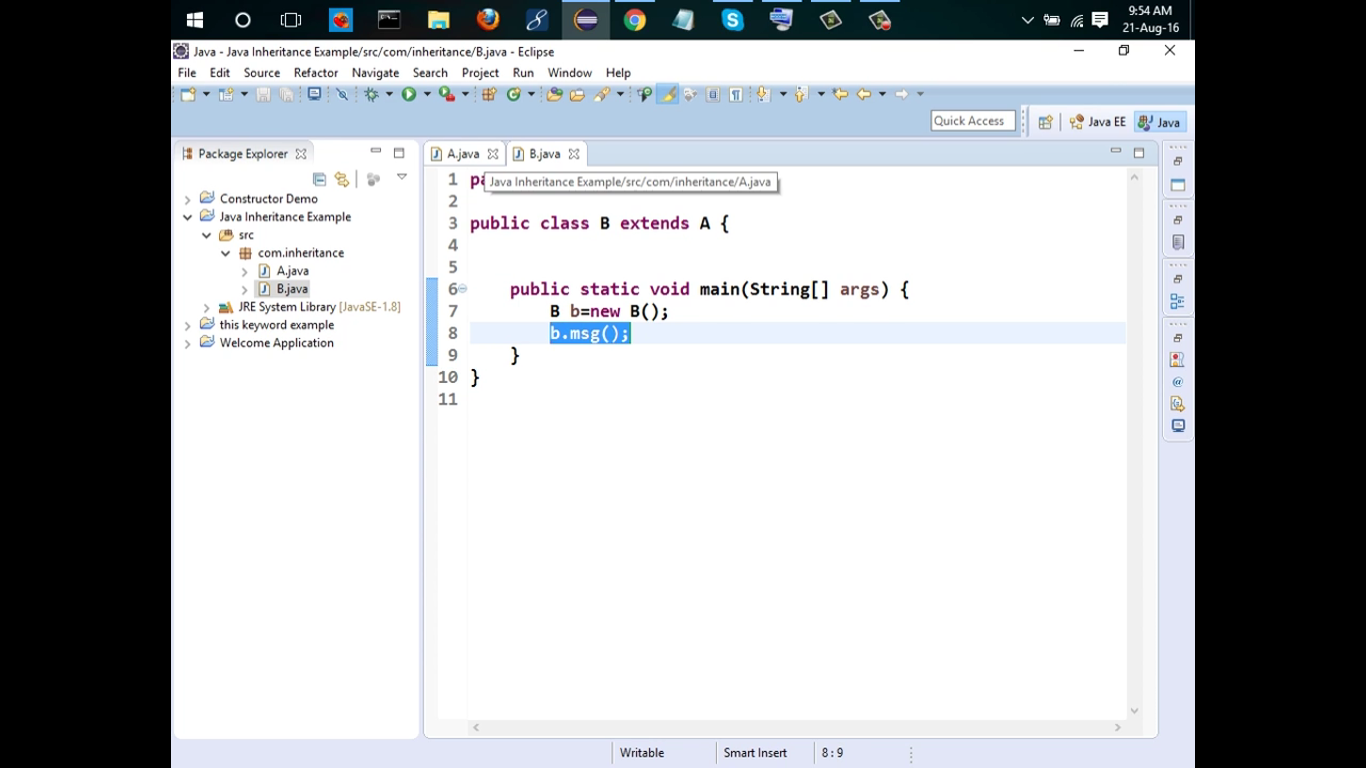 9:54 AM
21-Aug-16
Java - Java Inheritance Example/src/com/inheritance/B.java - Eclipse
File Edit Source Refactor Navigate Search Project Run Window Help
Quick Access Java EE Java
Package Explorer
Constructor Demo
Java Inheritance Example
src
com.inheritance
A.java
B.java
JRE System Library [JavaSE-1.8]
this keyword example
Welcome Application
A.java B.java
Java Inheritance Example/src/com/inheritance/A.java
1
2
3 public class B extends A {
4
5
6 public static void main(String[] args) {
7 B b=new B();
8 b.msg();
9 }
10 }
11
Writable Smart Insert 8 : 9